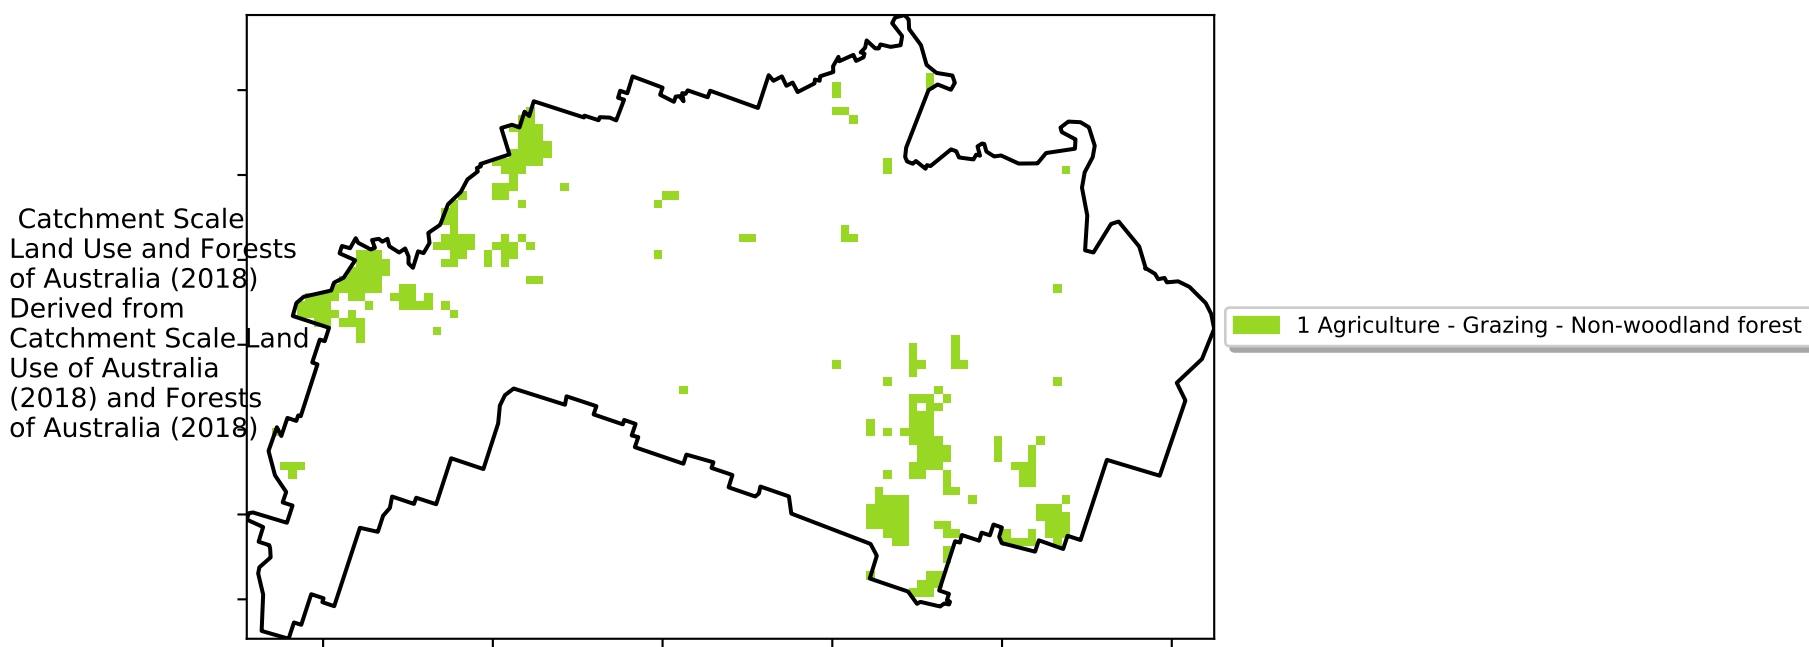 Catchment Scale
Land Use and Forests
of Australia (2018)
Derived from
Catchment Scale Land
Use of Australia
(2018) and Forests
of Australia (2018)
1 Agriculture - Grazing - Non-woodland forest